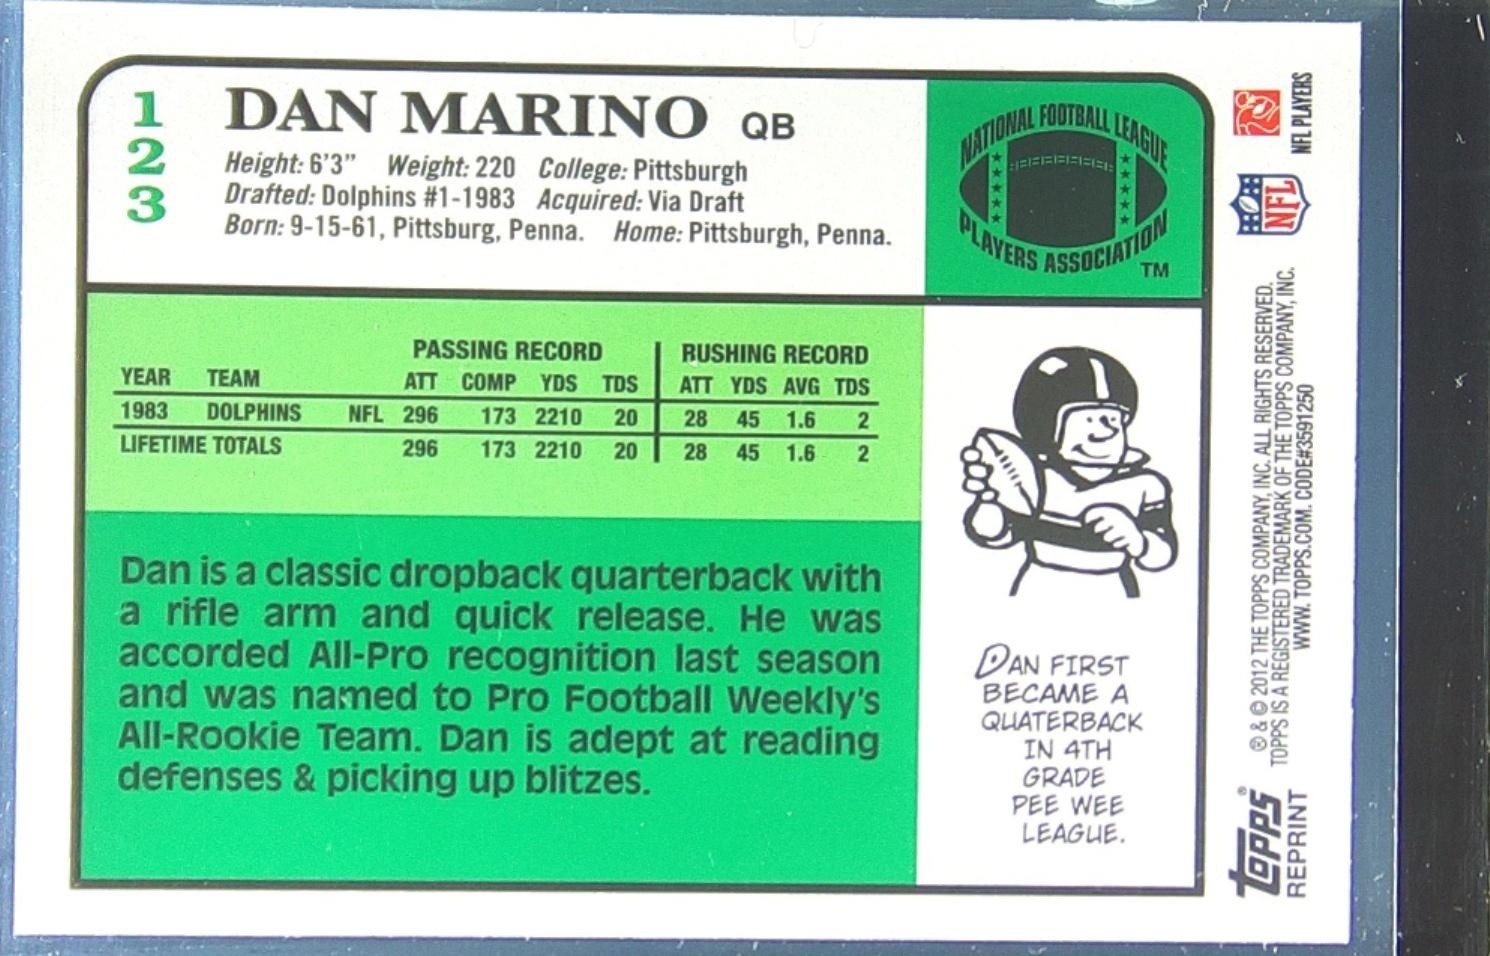 1
2
3
DAN MARINO QB
Height: 6'3" Weight: 220 College: Pittsburgh
Drafted: Dolphins #1-1983 Acquired: Via Draft
Born: 9-15-61, Pittsburg, Penna. Home: Pittsburgh, Penna.
NATIONAL FOOTBALL LEAGUE
PLAYERS ASSOCIATION
TM
PASSING RECORD RUSHING RECORD
YEAR TEAM ATT COMP YDS TDS ATT YDS AVG TDS
1983 DOLPHINS NFL 296 173 2210 20 28 45 1.6 2
LIFETIME TOTALS 296 173 2210 20 28 45 1.6 2
Dan is a classic dropback quarterback with
a rifle arm and quick release. He was
accorded All-Pro recognition last season
and was named to Pro Football Weekly's
All-Rookie Team. Dan is adept at reading
defenses & picking up blitzes.
DAN FIRST
BECAME A
QUATERBACK
IN 4TH
GRADE
PEE WEE
LEAGUE.
NFL PLAYERS
NFL
® & © 2012 THE TOPPS COMPANY, INC. ALL RIGHTS RESERVED.
TOPPS IS A REGISTERED TRADEMARK OF THE TOPPS COMPANY, INC.
WWW.TOPPS.COM. CODE#3591250
topps®
REPRINT